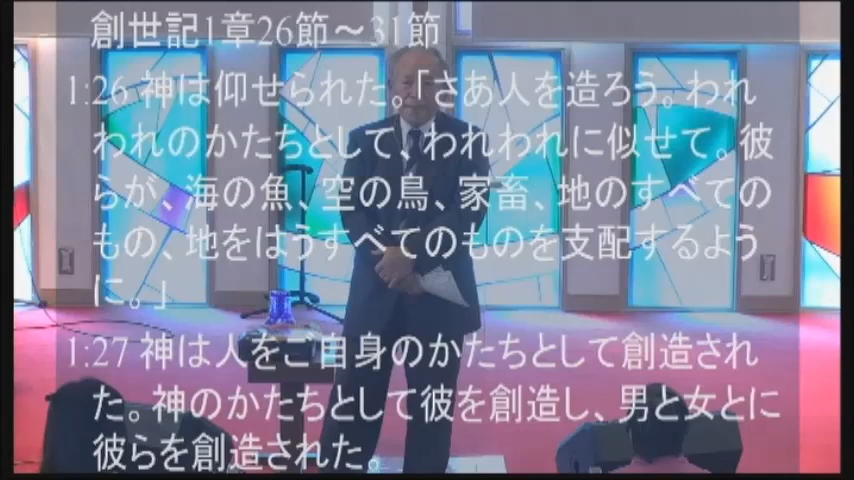 創世記1章26節～31節
1:26 神は仰せられた。「さあ人を造ろう。われ
われのかたちとして、われわれに似せて。彼
らが、海の魚、空の鳥、家畜、地のすべての
もの、地をはうすべてのものを支配するよう
に。」
1:27 神は人をご自身のかたちとして創造され
た。神のかたちとして彼を創造し、男と女とに
彼らを創造された。